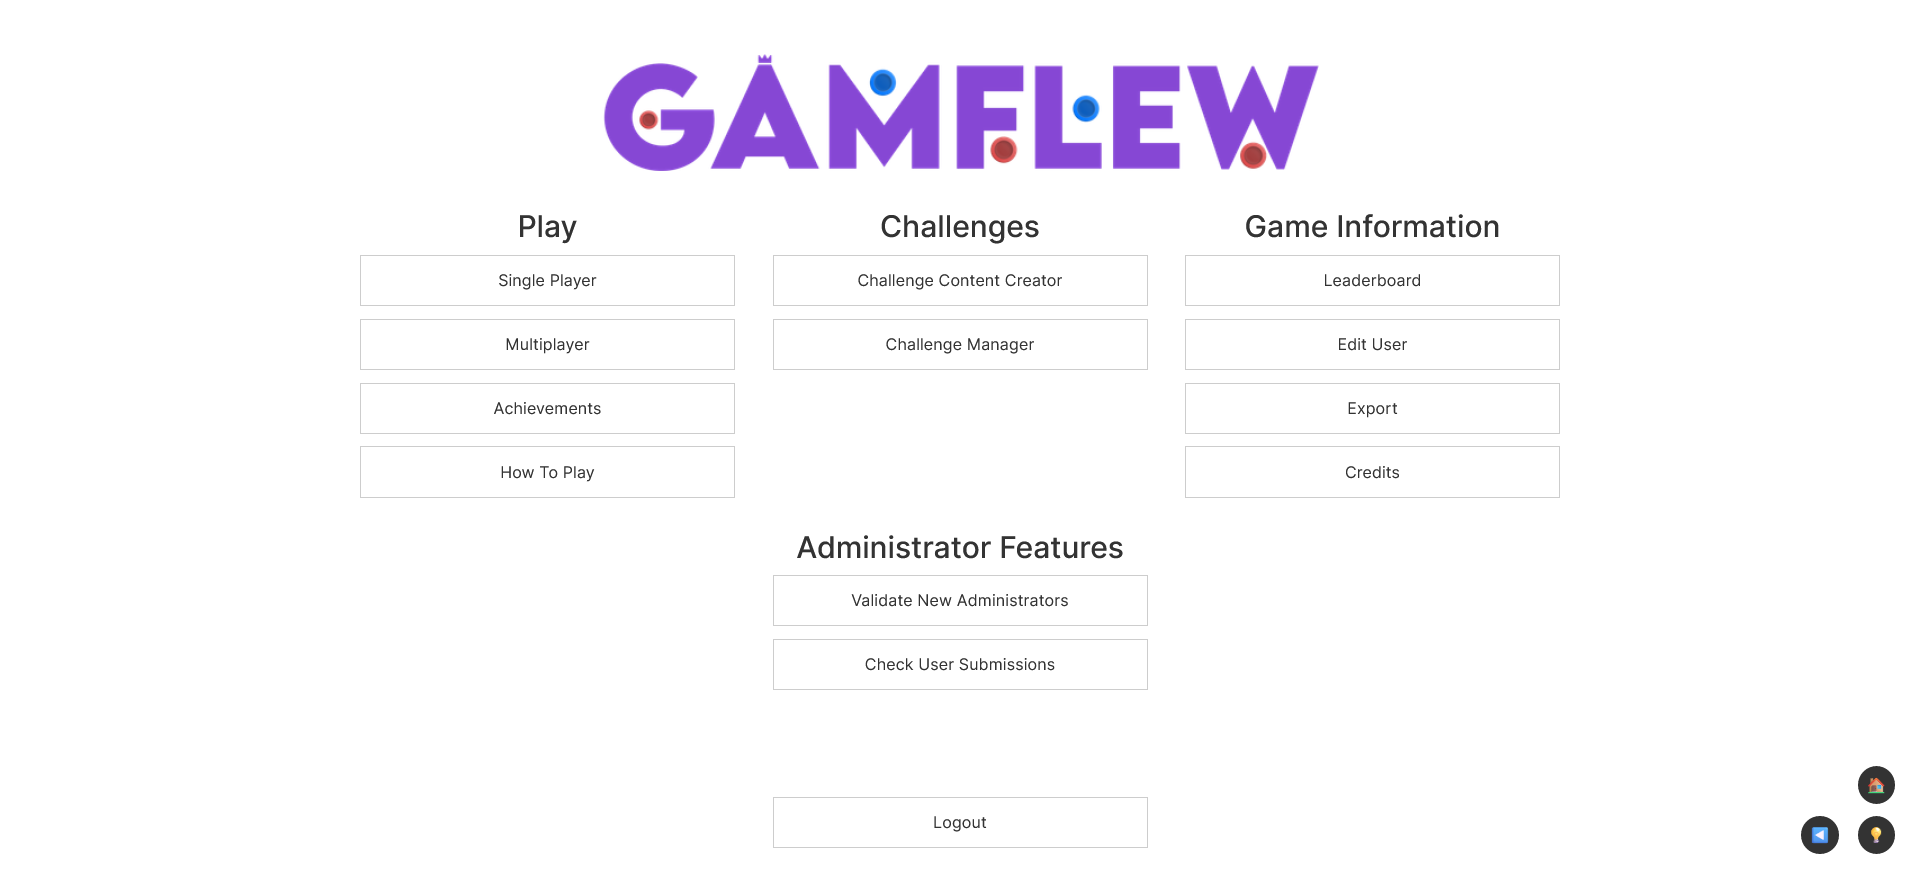 GAMFLEW
Play
Single Player
Multiplayer
Achievements
How To Play
Challenges
Challenge Content Creator
Challenge Manager
Game Information
Leaderboard
Edit User
Export
Credits
Administrator Features
Validate New Administrators
Check User Submissions
Logout